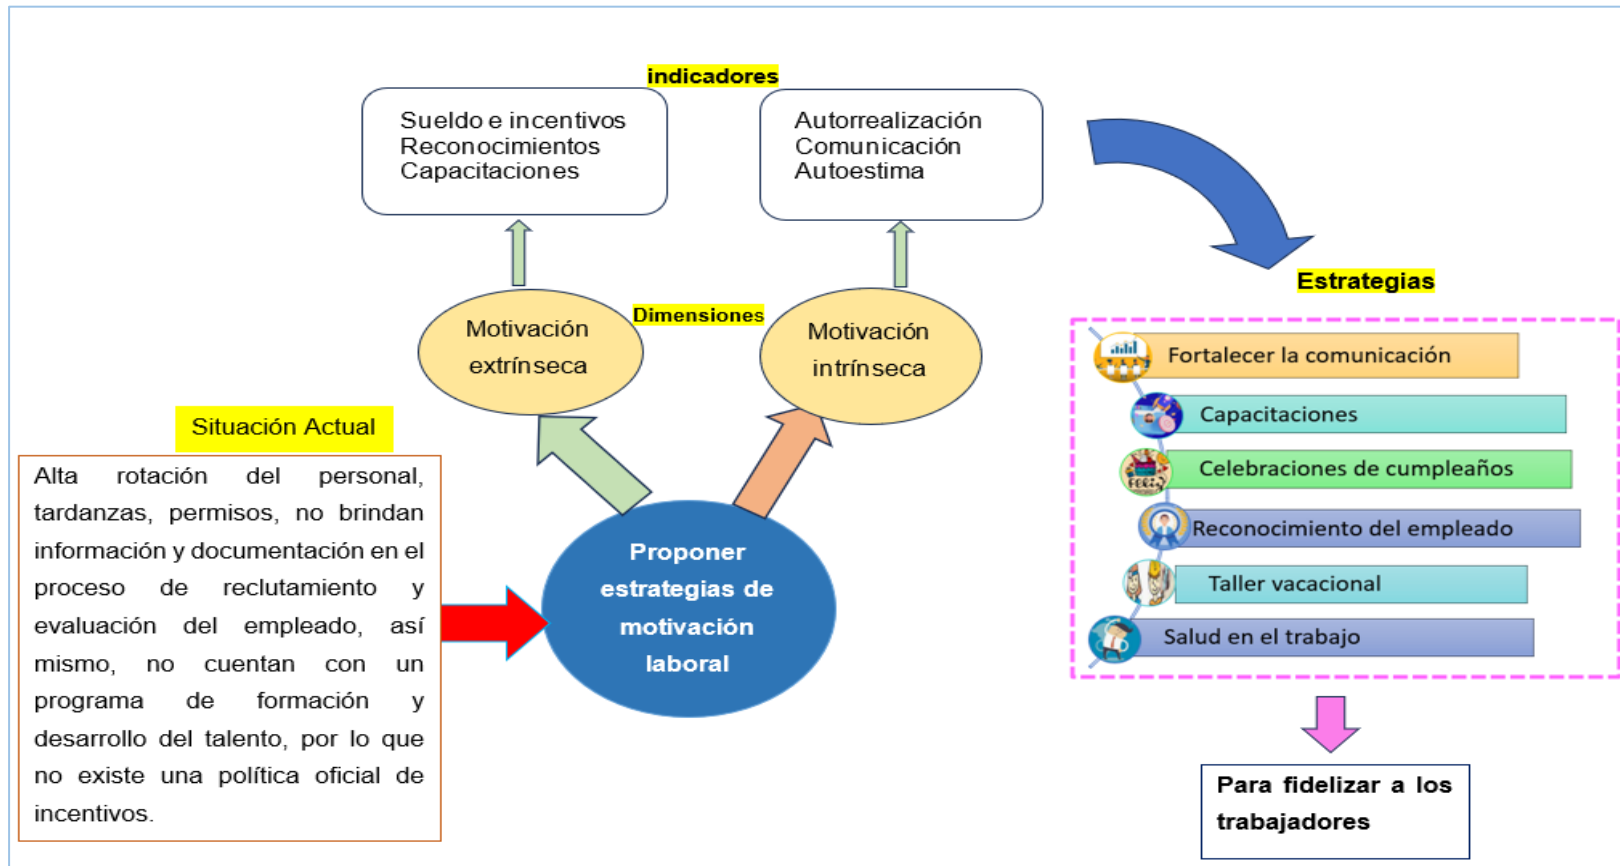 indicadores
Sueldo e incentivos
Reconocimientos
Capacitaciones
Autorrealización
Comunicación
Autoestima
Dimensiones
Motivación
extrínseca
Motivación
intrínseca
Situación Actual
Alta rotación del personal,
tardanzas, permisos, no brindan
información y documentación en el
proceso de reclutamiento y
evaluación del empleado, así
mismo, no cuentan con un
programa de formación y
desarrollo del talento, por lo que
no existe una política oficial de
incentivos.
Proponer
estrategias de
motivación
laboral
Estrategias
Fortalecer la comunicación
Capacitaciones
Celebraciones de cumpleaños
FELIZ
Reconocimiento del empleado
Taller vacacional
Salud en el trabajo
Para fidelizar a los
trabajadores